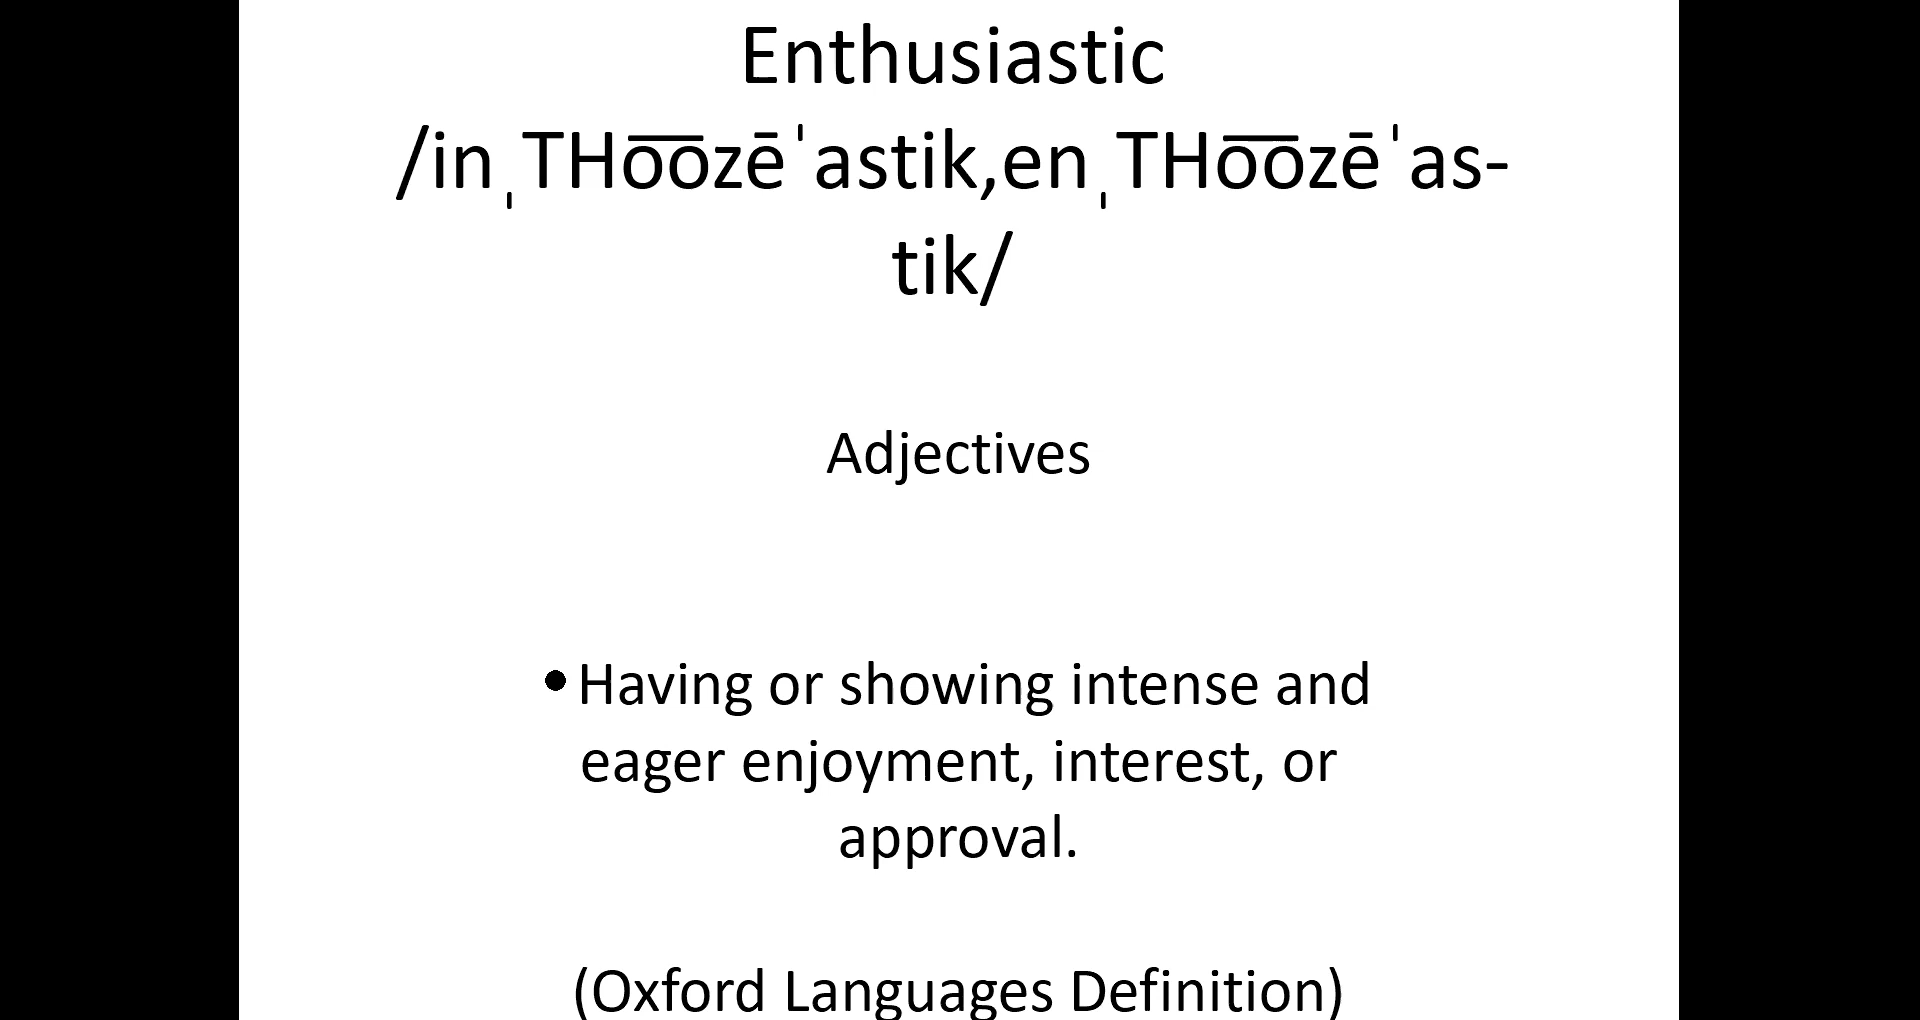 Enthusiastic
/inˌTHo͞ozēˈastik,enˌTHo͞ozēˈas-
tik/
Adjectives
•Having or showing intense and
eager enjoyment, interest, or
approval.
(Oxford Languages Definition)